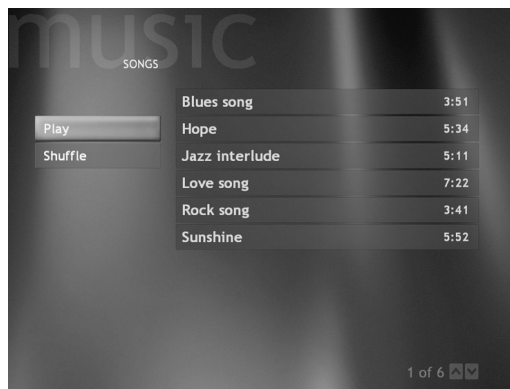 music
SONGS
Play
Shuffle
Blues song 3:51
Hope 5:34
Jazz interlude 5:11
Love song 7:22
Rock song 3:41
Sunshine 5:52
1 of 6